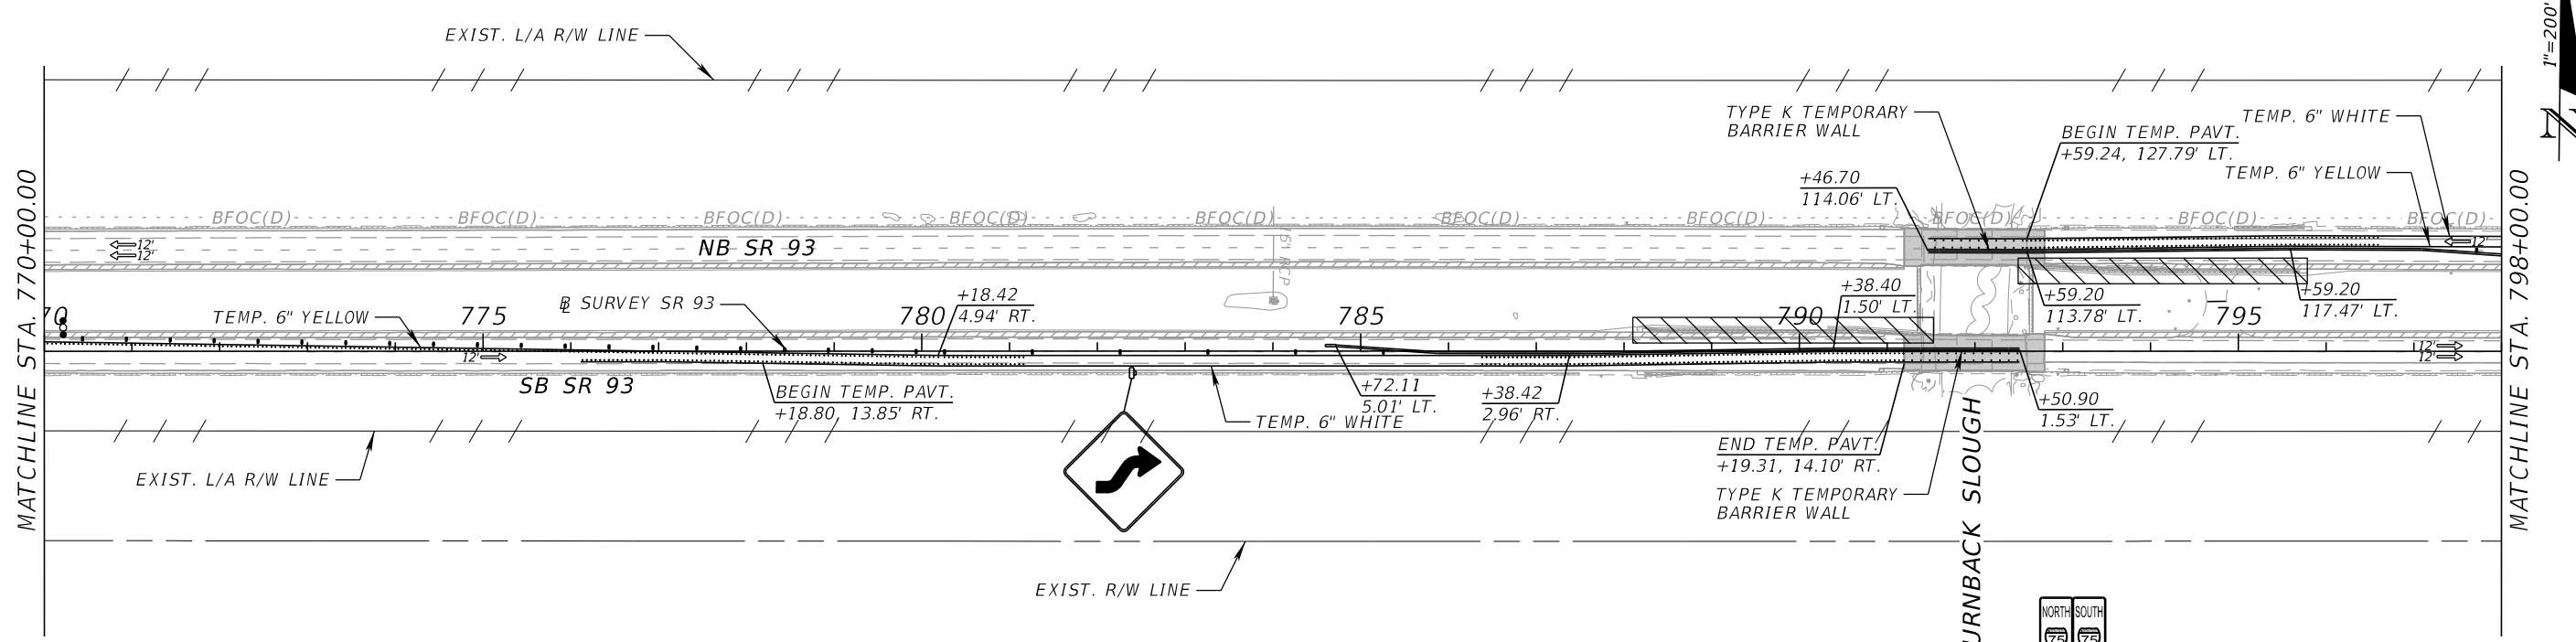 EXIST. L/A R/W LINE
1"=200'
N
TYPE K TEMPORARY
BARRIER WALL
TEMP. 6" WHITE
BEGIN TEMP. PAVT.
+59.24, 127.79' LT.
TEMP. 6" YELLOW
+46.70
114.06' LT.
MATCHLINE STA. 770+00.00
MATCHLINE STA. 798+00.00
BFOC(D)
BFOC(D)
BFOC(D)
BFOC(D)
BFOC(D)
BFOC(D)
BFOC(D)
BFOC(D)
BFOC(D)
BFOC(D)
12'
12'
NB SR 93
RCP
12'
70
TEMP. 6" YELLOW
775
BL SURVEY SR 93
780
+18.42
4.94' RT.
785
790
+38.40
1.50' LT.
+59.20
113.78' LT.
795
+59.20
117.47' LT.
12'
12'
12'
SB SR 93
BEGIN TEMP. PAVT.
+18.80, 13.85' RT.
TEMP. 6" WHITE
+72.11
5.01' LT.
+38.42
2.96' RT.
+50.90
1.53' LT.
END TEMP. PAVT.
+19.31, 14.10' RT.
EXIST. L/A R/W LINE
TYPE K TEMPORARY
BARRIER WALL
URNBACK SLOUGH
EXIST. R/W LINE
NORTH
SOUTH
75
75